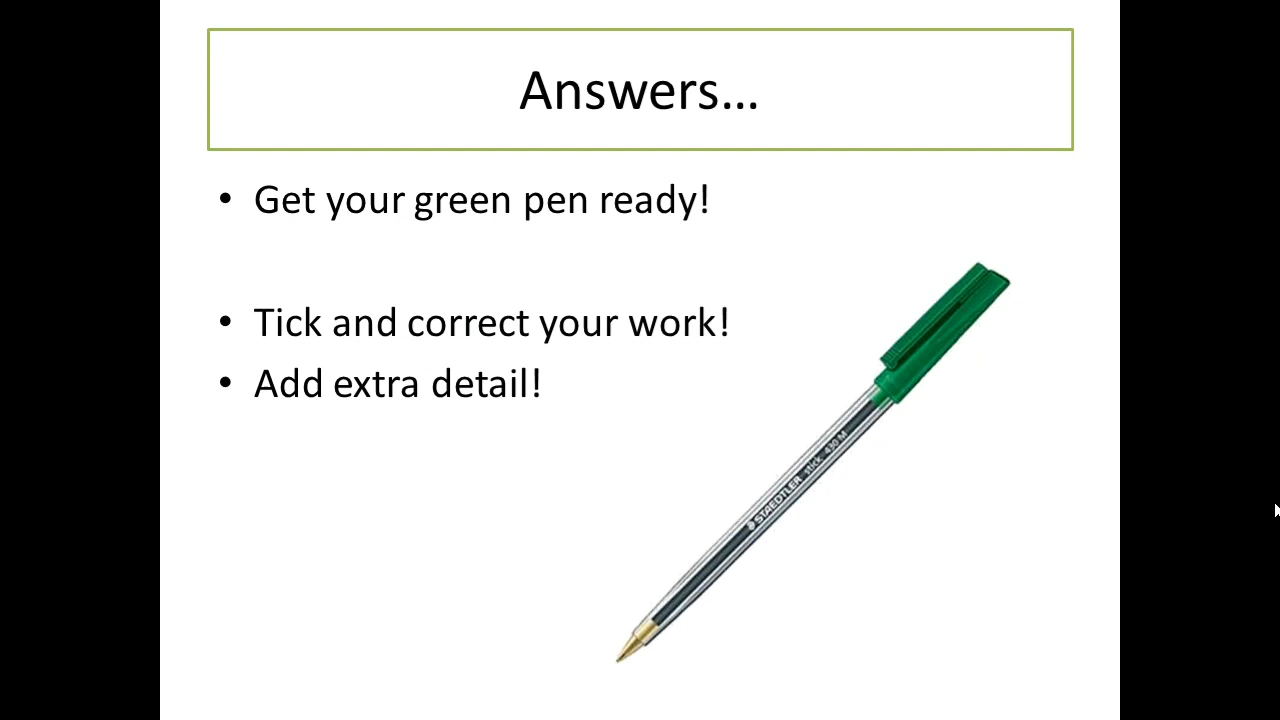 Answers...
• Get your green pen ready!
• Tick and correct your work!
• Add extra detail!
STAEDTLER stick 430 M